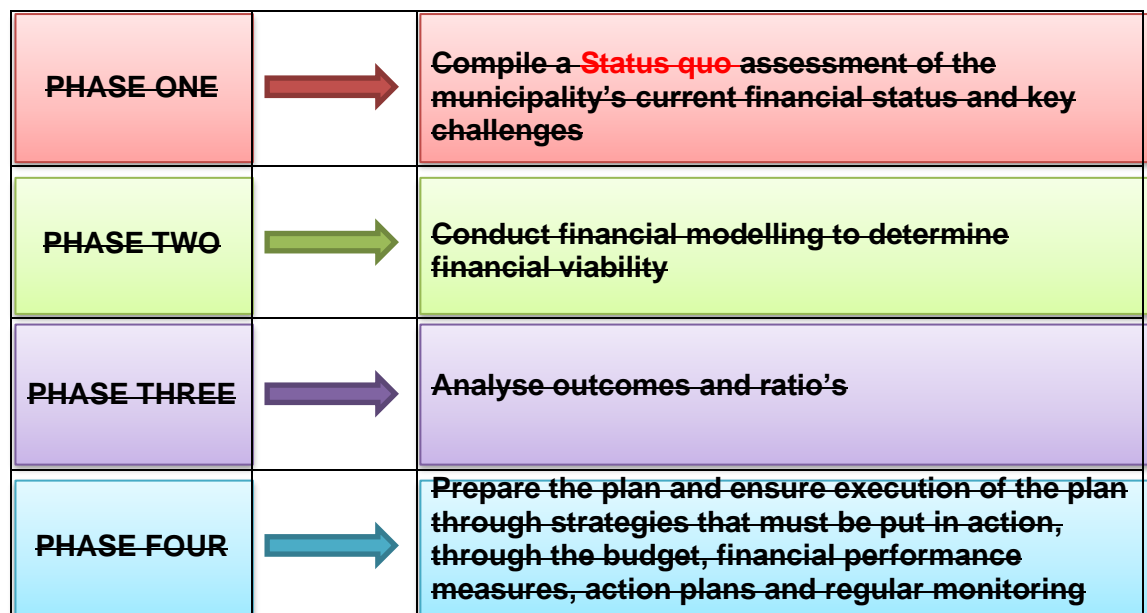 PHASE ONE
Compile a Status quo assessment of the
municipality’s current financial status and key
challenges
PHASE TWO
Conduct financial modelling to determine
financial viability
PHASE THREE
Analyse outcomes and ratio’s
PHASE FOUR
Prepare the plan and ensure execution of the plan
through strategies that must be put in action,
through the budget, financial performance
measures, action plans and regular monitoring